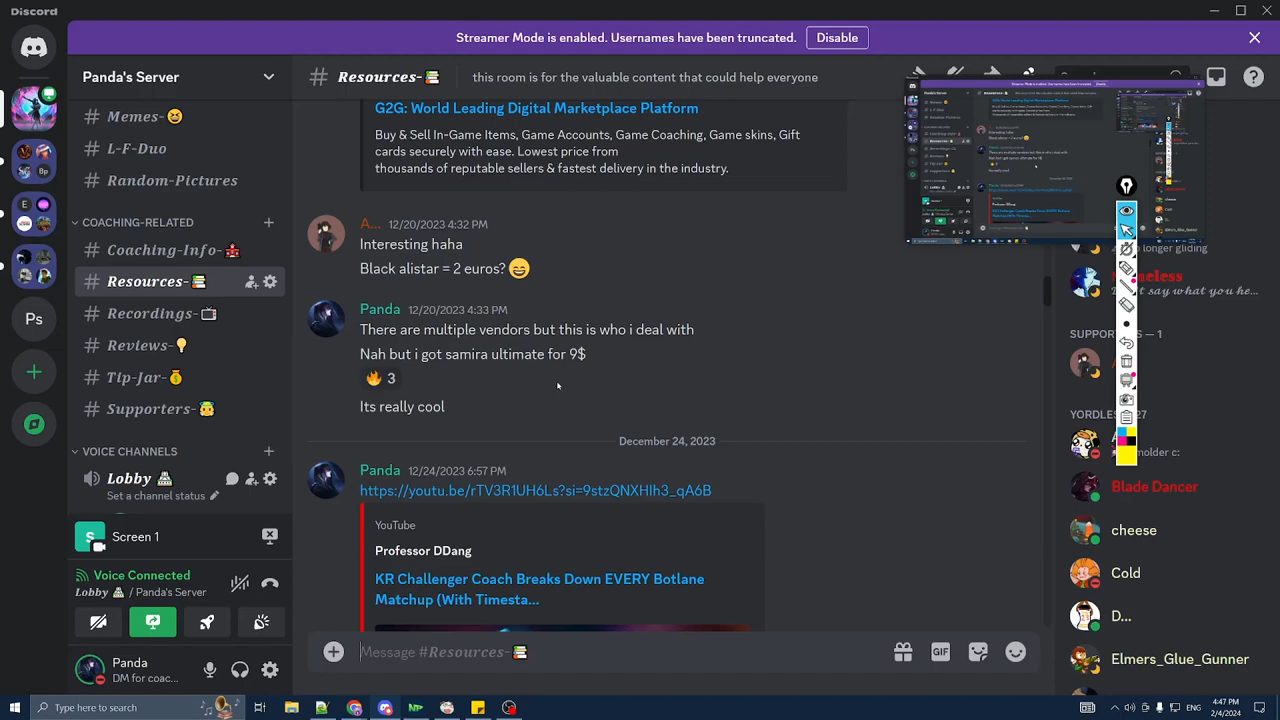 Discord
Streamer Mode is enabled. Usernames have been truncated.
Disable
Panda's Server
Memes
LF-Duo
Random-Pictures
COACHING RELATED
Coaching-Info-
Resources-
Recordings-
Reviews-
Tip-Jar-
Supporters-
VOICE CHANNELS
Lobby
Set a channel status
Screen 1
Voice Connected
Lobby / Panda's Server
Panda
DM for coac...
Ps
Resources-
this room is for the valuable content that could help everyone
G2G: World Leading Digital Marketplace Platform
Buy & Sell In-Game Items, Game Accounts, Game Coaching, Game skins, Gift
cards securely with ease. Lowest price from
thousands of reputable sellers & fastest delivery in the industry.
12/20/2023 4:32 PM
Interesting haha
Black alistar = 2 euros?
Panda 12/20/2023 4:33 PM
There are multiple vendors but this is who i deal with
Nah but i got samira ultimate for 9$
3
Its really cool
December 24, 2023
Panda 12/24/2023 6:57 PM
https://youtu.be/rTV3R1UH6Ls?si=9stzQNXHIh3_qA6B
YouTube
Professor DDang
KR Challenger Coach Breaks Down EVERY Botlane
Matchup (With Timesta...
Message #Resources-
GIF
longer gliding
SUPPORTERS — 1
YORDLES
27
Blade Dancer
cheese
Cold
D...
Elmers_Glue_Gunner
Type here to search
ENG
4:47 PM
2/4/2024